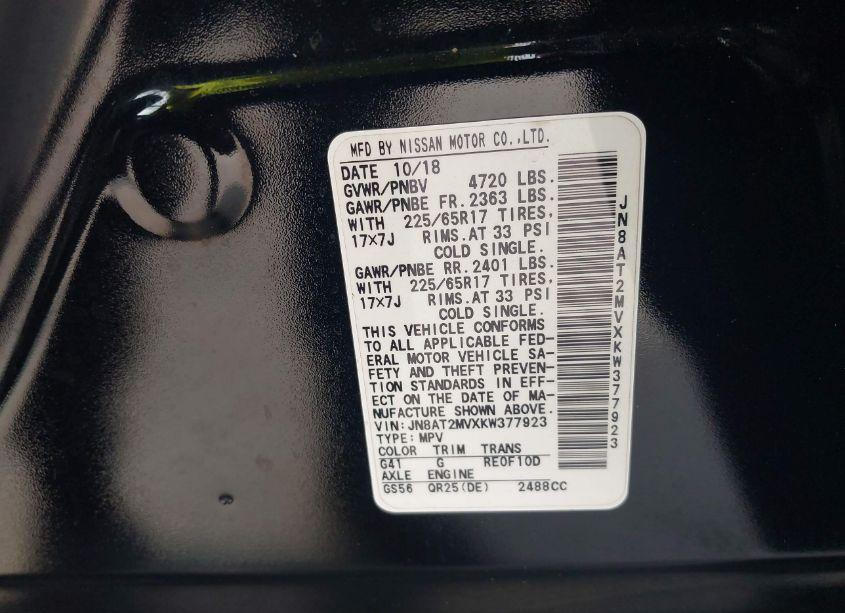 MFD BY NISSAN MOTOR CO.,LTD.
DATE 10/18
GVWR/PNBV 4720 LBS.
GAWR/PNBE FR. 2363 LBS.
WITH 225/65R17 TIRES,
17×7J RIMS. AT 33 PSI
COLD SINGLE.
GAWR/PNBE RR. 2401 LBS.
WITH 225/65R17 TIRES,
17×7J RIMS. AT 33 PSI
COLD SINGLE.
THIS VEHICLE CONFORMS
TO ALL APPLICABLE FED-
ERAL MOTOR VEHICLE SA-
FETY AND THEFT PREVEN-
TION STANDARDS IN EFF-
ECT ON THE DATE OF MA-
NUFACTURE SHOWN ABOVE.
VIN: JN8AT2MVXKW377923
TYPE: MPV
COLOR TRIM TRANS
G41 G RE0F10D
AXLE ENGINE
GS56 QR25(DE) 2488CC
JN8AT2MVXKW377923